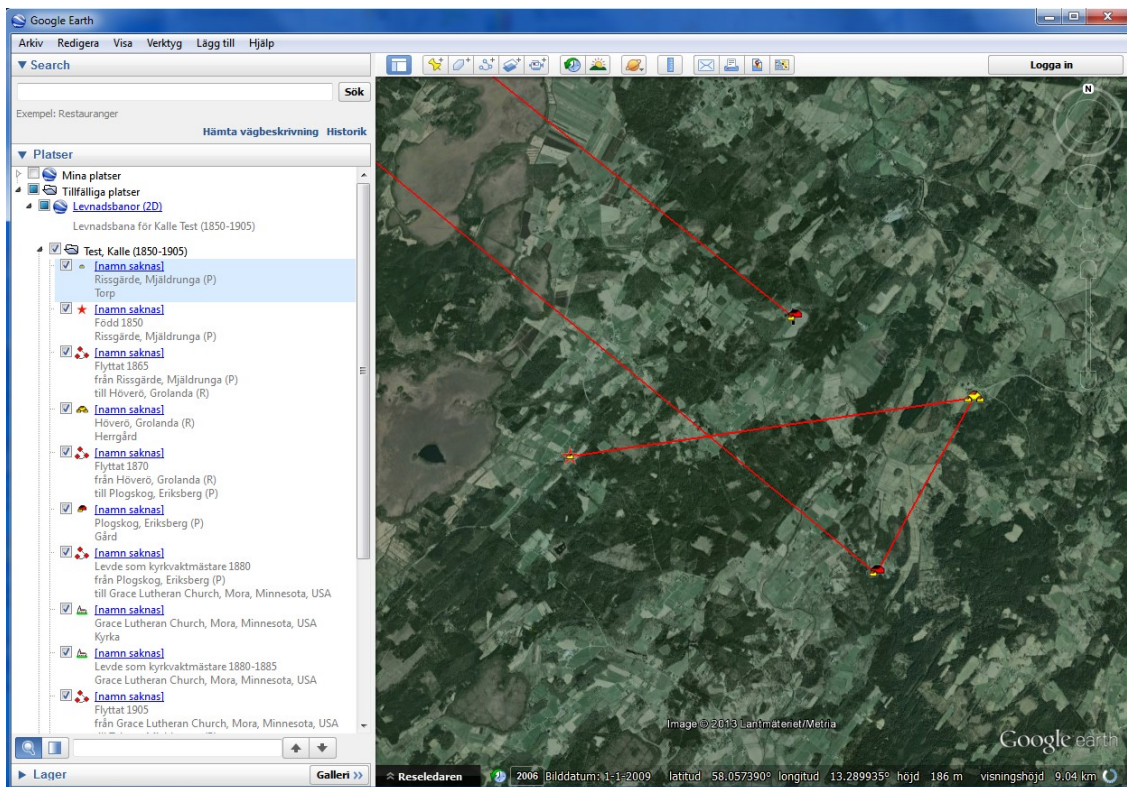 Google Earth
Arkiv Redigera Visa Verktyg Lägg till Hjälp
Search
Sök
Exempel: Restauranger
Hämta vägbeskrivning Historik
Platser
Mina platser
Tillfälliga platser
Levnadsbanor (2D)
Levnadsbana för Kalle Test (1850-1905)
Test, Kalle (1850-1905)
[namn saknas]
Rissgärde, Mjäldrunga (P)
Torp
[namn saknas]
Född 1850
Rissgärde, Mjäldrunga (P)
[namn saknas]
Flyttat 1865
från Rissgärde, Mjäldrunga (P)
till Höverö, Grolanda (R)
[namn saknas]
Höverö, Grolanda (R)
Herrgård
[namn saknas]
Flyttat 1870
från Höverö, Grolanda (R)
till Plogskog, Eriksberg (P)
[namn saknas]
Plogskog, Eriksberg (P)
Gård
[namn saknas]
Levde som kyrkvaktmästare 1880
från Plogskog, Eriksberg (P)
till Grace Lutheran Church, Mora, Minnesota, USA
[namn saknas]
Grace Lutheran Church, Mora, Minnesota, USA
Kyrka
[namn saknas]
Levde som kyrkvaktmästare 1880-1885
Grace Lutheran Church, Mora, Minnesota, USA
[namn saknas]
Flyttat 1905
från Grace Lutheran Church, Mora, Minnesota, USA
Lager
Galleri >>
Logga in
N
Image © 2013 Lantmäteriet/Metria
Google earth
Reseledaren 2006 Bilddatum: 1-1-2009 latitud 58.057390° longitud 13.289935° höjd 186 m visningshöjd 9.04 km